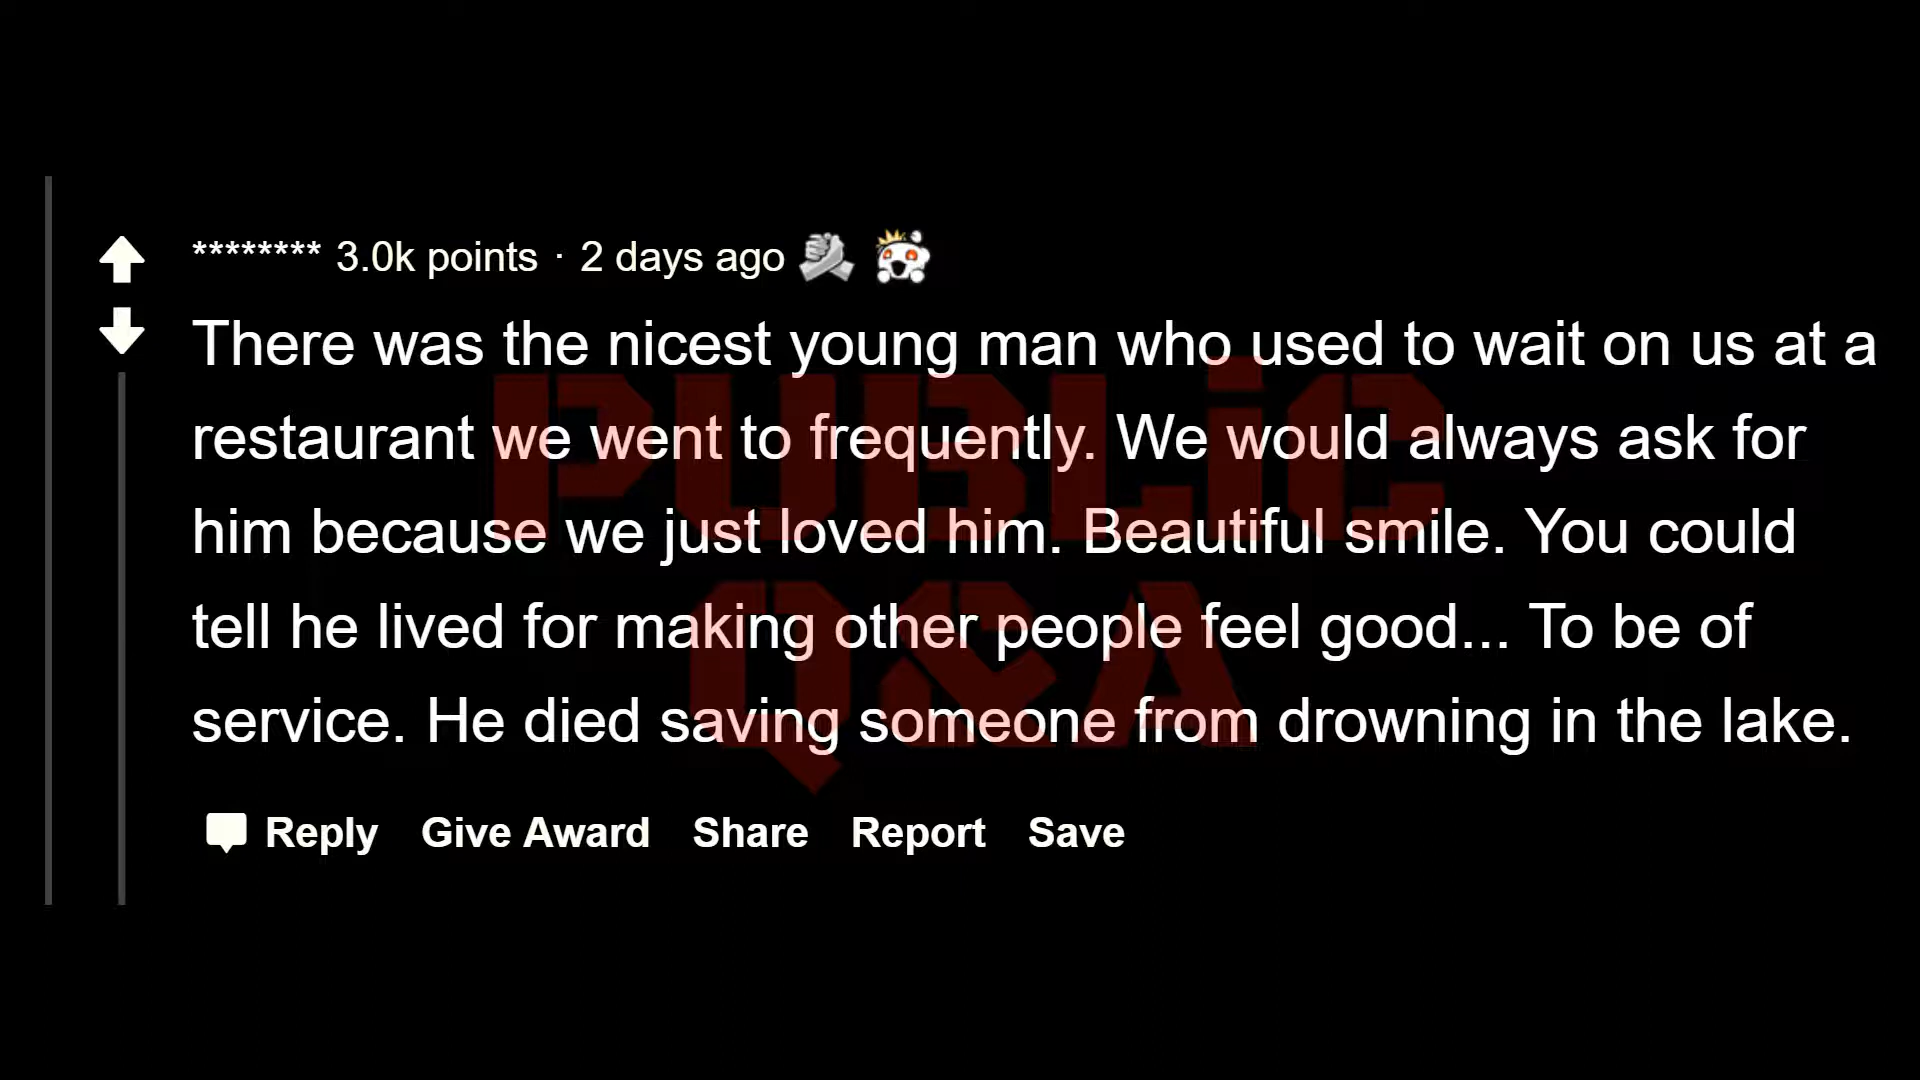 ******** 3.0k points · 2 days ago
There was the nicest young man who used to wait on us at a
restaurant we went to frequently. We would always ask for
him because we just loved him. Beautiful smile. You could
tell he lived for making other people feel good... To be of
service. He died saving someone from drowning in the lake.
PUBLiC
Q&A
Reply Give Award Share Report Save